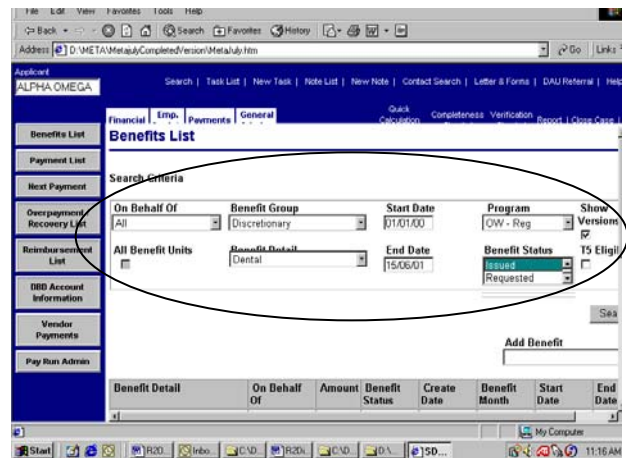 File Edit View Favorites Tools Help
Back Search Favorites History
Address D:\META\MetajulyCompletedVersion\MetaJuly.htm Go Links
Applicant
ALPHA OMEGA
Search | Task List | New Task | Note List | New Note | Contact Search | Letter & Forms | DAU Referral | Help
Financial Emp. Payments General Quick Calculation Completeness Verification Report | Close Case |
Benefits List
Benefits List
Payment List
Next Payment
Search Criteria
Overpayment / Recovery List
On Behalf Of Benefit Group Start Date Program Show Versions
All Discretionary 01/01/00 OW - Reg
Reimbursement List
All Benefit Units Benefit Detail End Date Benefit Status T5 Eligi
Dental 15/06/01 Issued
Requested
DBD Account Information
Sea
Vendor Payments
Add Benefit
Pay Run Admin
Benefit Detail On Behalf Of Amount Benefit Status Create Date Benefit Month Start Date End Date
My Computer
Start R2D... Inbo... C:\D... R2Di... C:\D... D:\... SD... 11:16 AM